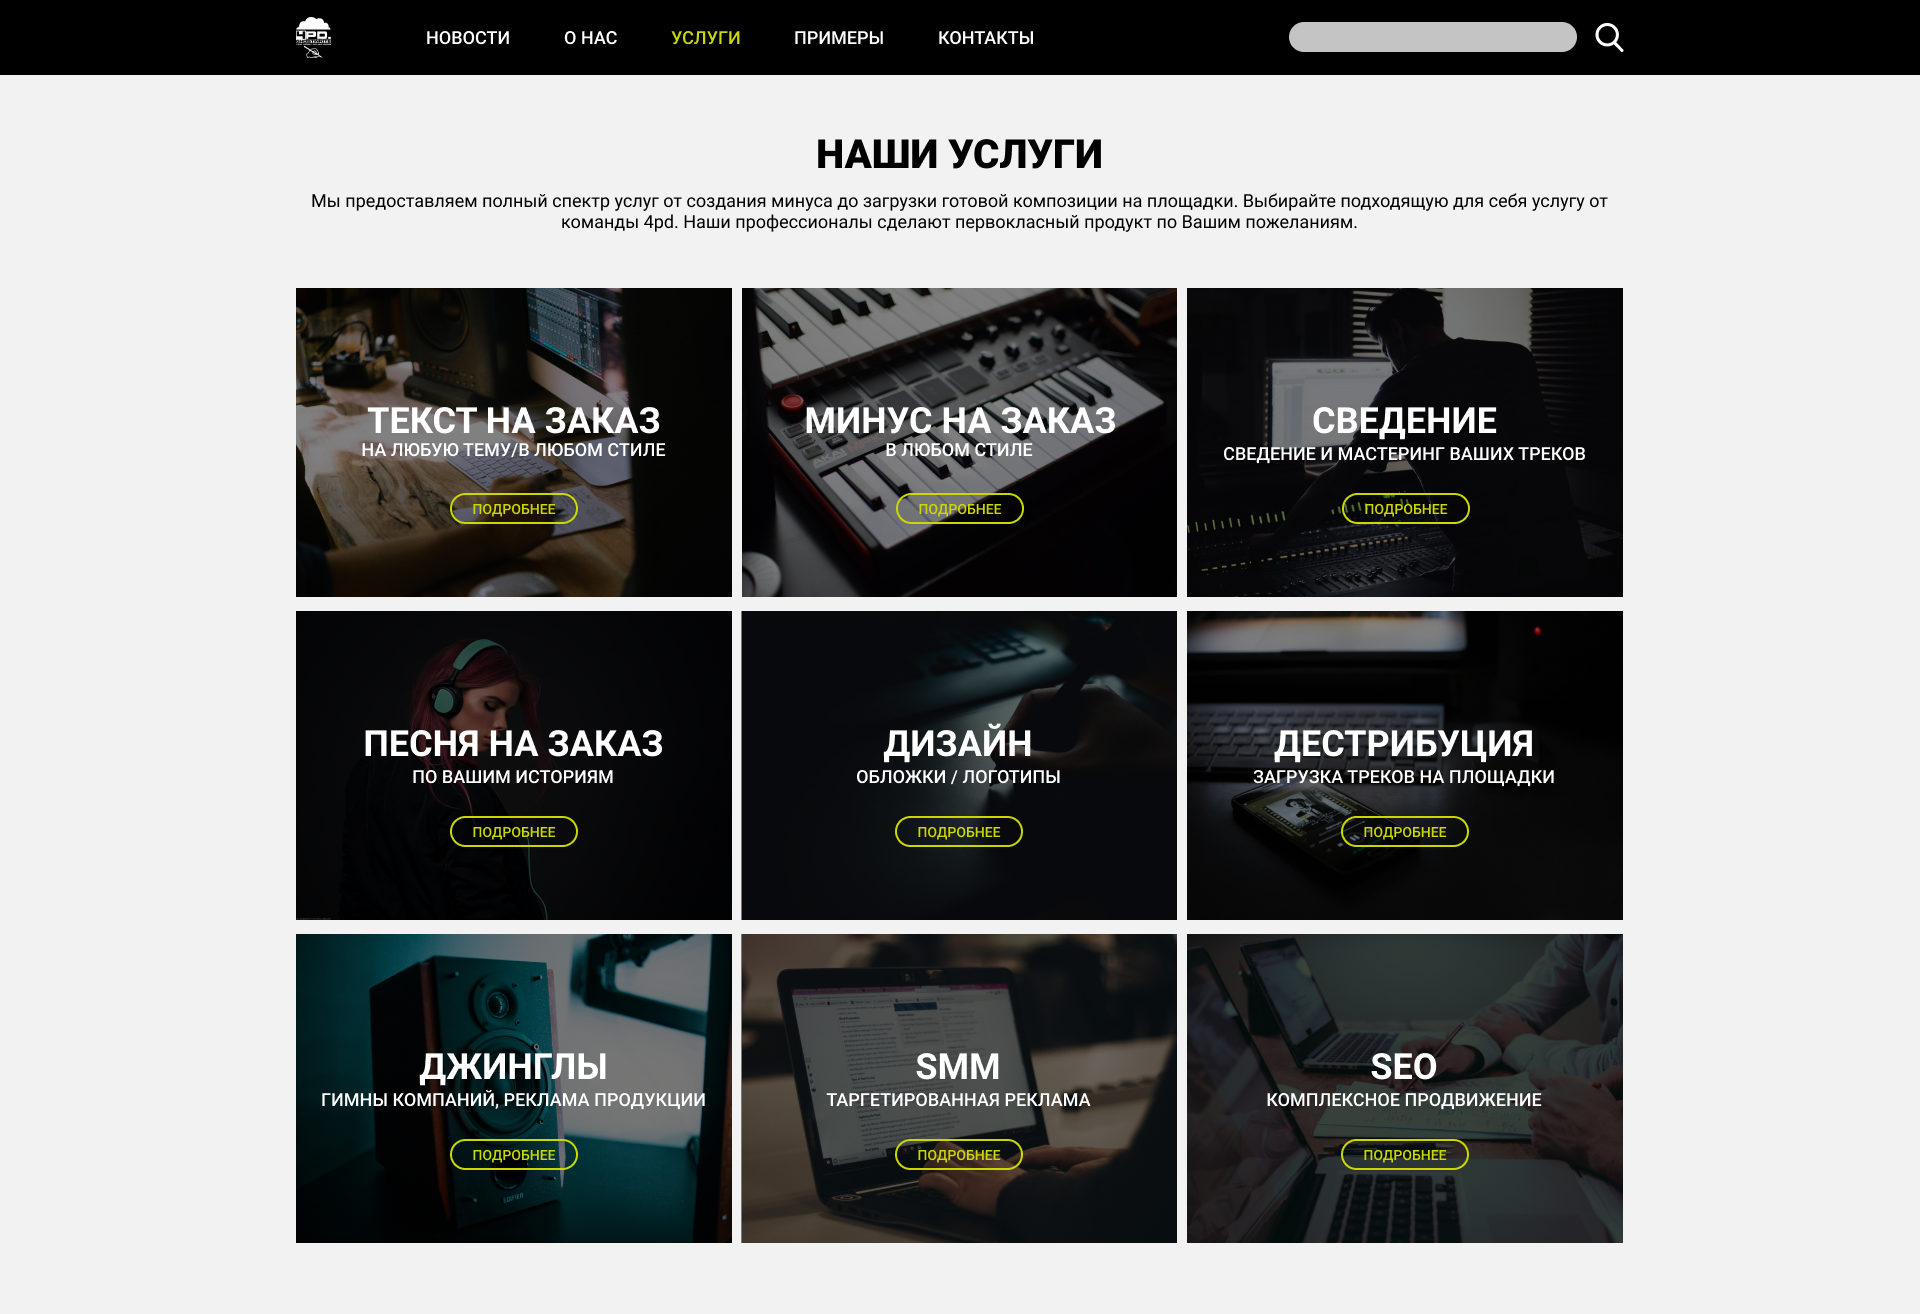 4PD.
НОВОСТИ О НАС УСЛУГИ ПРИМЕРЫ КОНТАКТЫ
НАШИ УСЛУГИ
Мы предоставляем полный спектр услуг от создания минуса до загрузки готовой композиции на площадки. Выбирайте подходящую для себя услугу от
команды 4pd. Наши профессионалы сделают первокласный продукт по Вашим пожеланиям.
ТЕКСТ НА ЗАКАЗ
НА ЛЮБУЮ ТЕМУ/В ЛЮБОМ СТИЛЕ
ПОДРОБНЕЕ
МИНУС НА ЗАКАЗ
В ЛЮБОМ СТИЛЕ
AKAI
ПОДРОБНЕЕ
СВЕДЕНИЕ
СВЕДЕНИЕ И МАСТЕРИНГ ВАШИХ ТРЕКОВ
ПОДРОБНЕЕ
ПЕСНЯ НА ЗАКАЗ
ПО ВАШИМ ИСТОРИЯМ
ПОДРОБНЕЕ
ДИЗАЙН
ОБЛОЖКИ / ЛОГОТИПЫ
ПОДРОБНЕЕ
ДЕСТРИБУЦИЯ
ЗАГРУЗКА ТРЕКОВ НА ПЛОЩАДКИ
ПОДРОБНЕЕ
ДЖИНГЛЫ
ГИМНЫ КОМПАНИЙ, РЕКЛАМА ПРОДУКЦИИ
ПОДРОБНЕЕ
EDIFIER
SMM
ТАРГЕТИРОВАННАЯ РЕКЛАМА
ПОДРОБНЕЕ
SEO
КОМПЛЕКСНОЕ ПРОДВИЖЕНИЕ
ПОДРОБНЕЕ